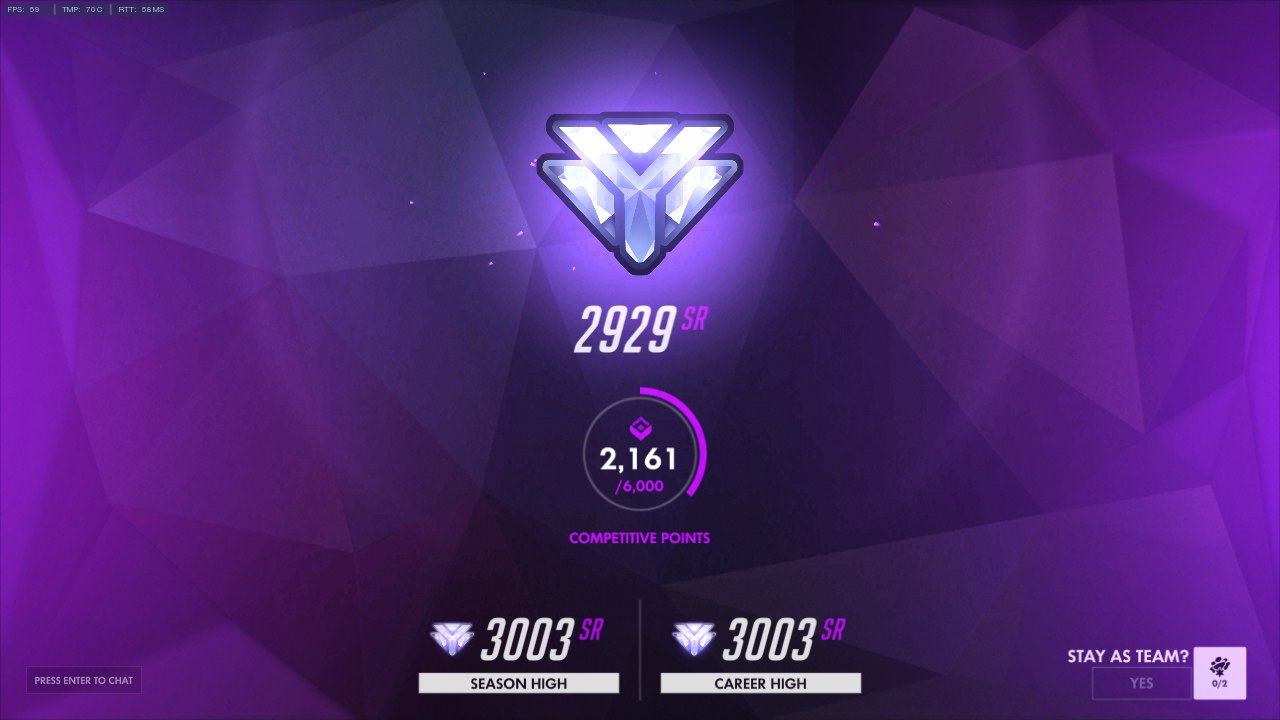 FPS: 59 | TMP: 70C | RTT: 58MS
2929 SR
2,161
/6,000
COMPETITIVE POINTS
3003 SR
SEASON HIGH
3003 SR
CAREER HIGH
STAY AS TEAM?
YES
0/2
PRESS ENTER TO CHAT